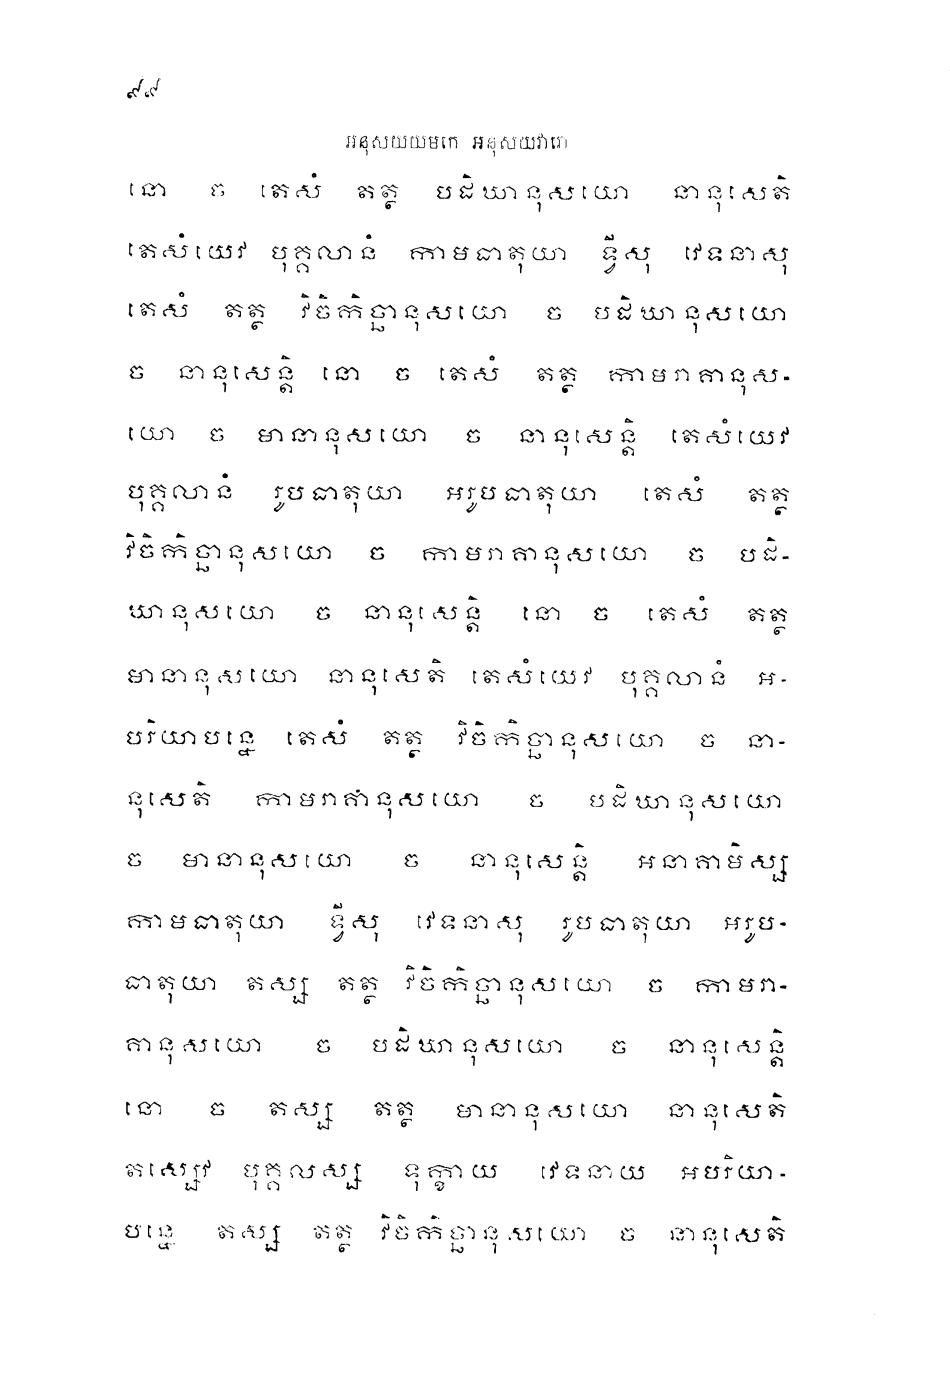 ៩៩
អនុសយយមកេ អនុសយវារោ
នោ ច តេសំ តត្ថ បដិឃានុសយោ នានុសេតិ
តេសំយេវ បុគ្គលានំ កាមធាតុយា ទ្វីសុ វេទនាសុ
តេសំ តត្ថ វិចិកិច្ឆានុសយោ ច បដិឃានុសយោ
ច នានុសេន្តិ នោ ច តេសំ តត្ថ កាមរាគានុស-
យោ ច មានានុសយោ ច នានុសេន្តិ តេសំយេវ
បុគ្គលានំ រូបធាតុយា អរូបធាតុយា តេសំ តត្ថ
វិចិកិច្ឆានុសយោ ច កាមរាគានុសយោ ច បដិ-
ឃានុសយោ ច នានុសេន្តិ នោ ច តេសំ តត្ថ
មានានុសយោ នានុសេតិ តេសំយេវ បុគ្គលានំ អ-
បរិយាបន្នេ តេសំ តត្ថ វិចិកិច្ឆានុសយោ ច នា-
នុសេតិ កាមរាគានុសយោ ច បដិឃានុសយោ
ច មានានុសយោ ច នានុសេន្តិ អនាគាមិស្ស
កាមធាតុយា ទ្វីសុ វេទនាសុ រូបធាតុយា អរូប-
ធាតុយា តស្ស តត្ថ វិចិកិច្ឆានុសយោ ច កាមរា-
គានុសយោ ច បដិឃានុសយោ ច នានុសេន្តិ
នោ ច តស្ស តត្ថ មានានុសយោ នានុសេតិ
តស្សេវ បុគ្គលស្ស ទុក្ខាយ វេទនាយ អបរិយា-
បន្នេ តស្ស តត្ថ វិចិកិច្ឆានុសយោ ច នានុសេតិ